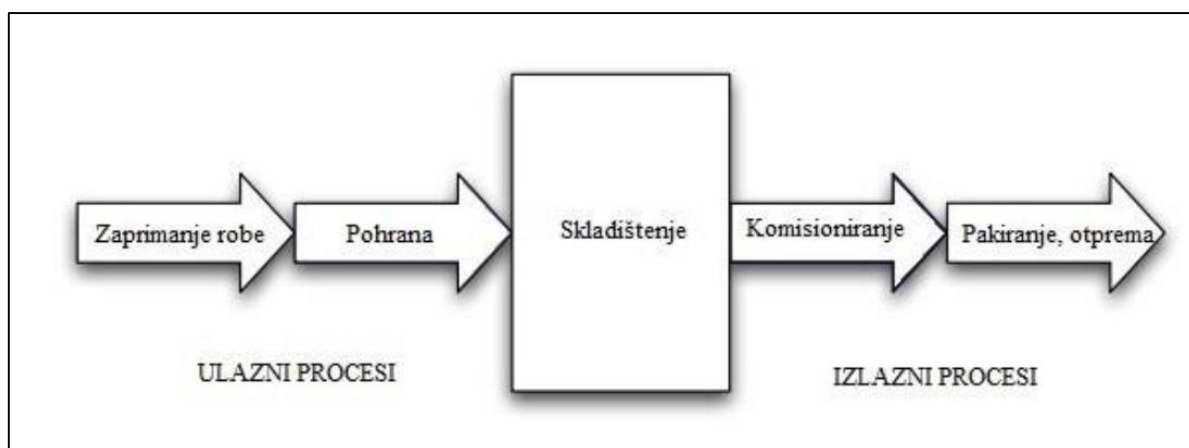 Zaprimanje robe
Pohrana
Skladištenje
Komisioniranje
Pakiranje, otprema
ULAZNI PROCESI
IZLAZNI PROCESI